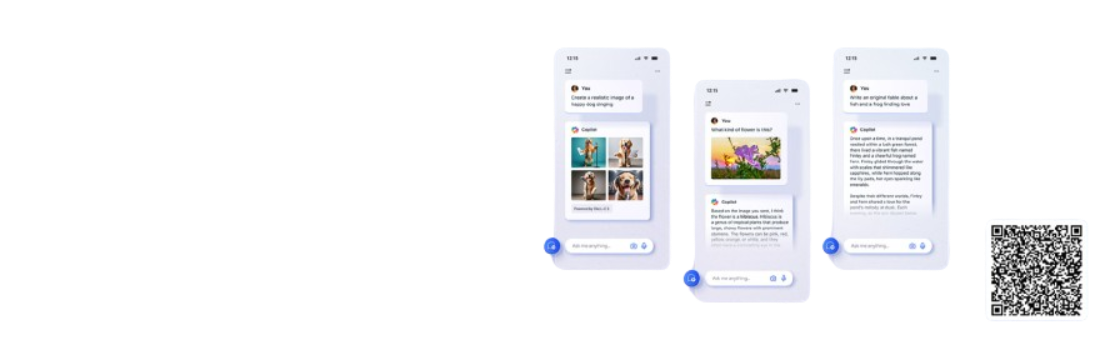 12:15
You
Create a realistic image of a
happy dog singing
Copilot
Ask me anything...
12:15
You
What kind of flower is this?
Copilot
Based on the image you sent, I think
the flower is a hibiscus. Hibiscus is
a genus of tropical plants that produce
large, showy flowers with prominent
stamens. The flowers can be pink, red,
yellow, orange, or white, and they
Ask me anything...
12:15
You
Write an original fable about a
fish and a frog finding love
Copilot
Once upon a time, in a tranquil pond
nestled within a lush green forest,
there lived a vibrant fish named
Finley and a cheerful frog named
Fern. Finley glided through the water
with scales that shimmered like
sapphires, while Fern hopped along
the lily pads, her eyes sparkling like
emeralds.
Despite their different worlds, Finley
and Fern shared a love for the
pond's melody at dusk. Each
Ask me anything...